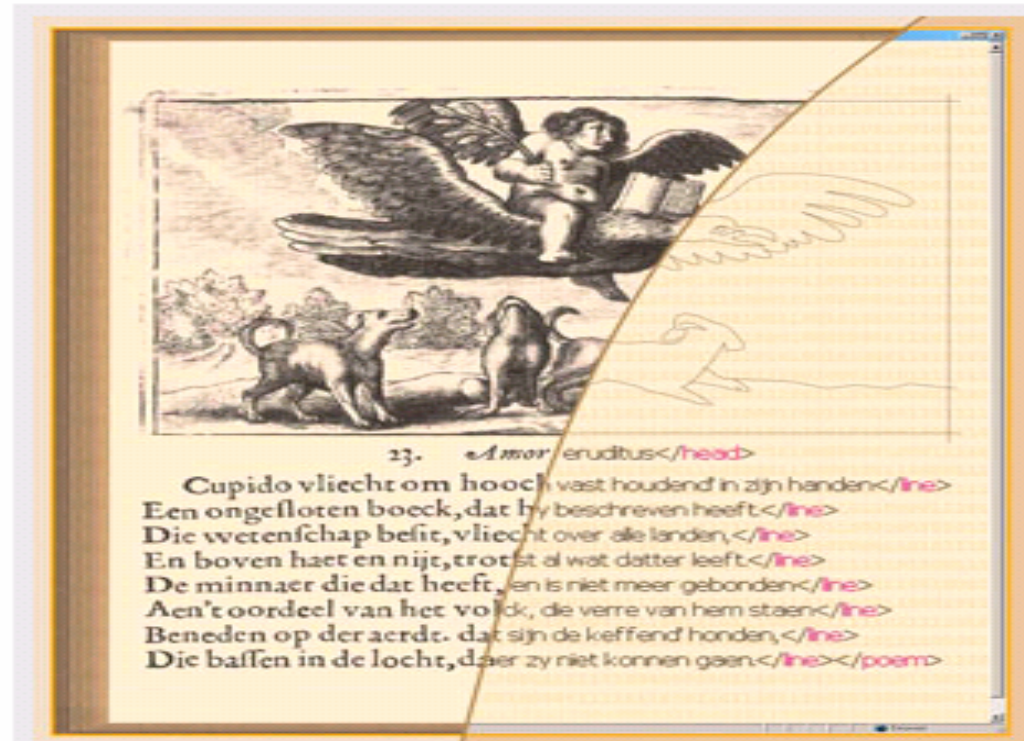 23. Amor eruditus</head>
Cupido vliecht om hooch vast houdend' in zijn handen</line>
Een ongesloten boeck, dat hy beschreven heeft.</line>
Die wetenschap besit, vliecht over alle landen,</line>
En boven haet en nijt, trotst al wat datter leeft.</line>
De minnaer die dat heeft, en is niet meer gebonden</line>
Aen't oordeel van het volck, die verre van hem staen</line>
Beneden op der aerdt. dat sijn de keffend' honden,</line>
Die bassen in de locht, daer zy niet konnen gaen.</line></poem>